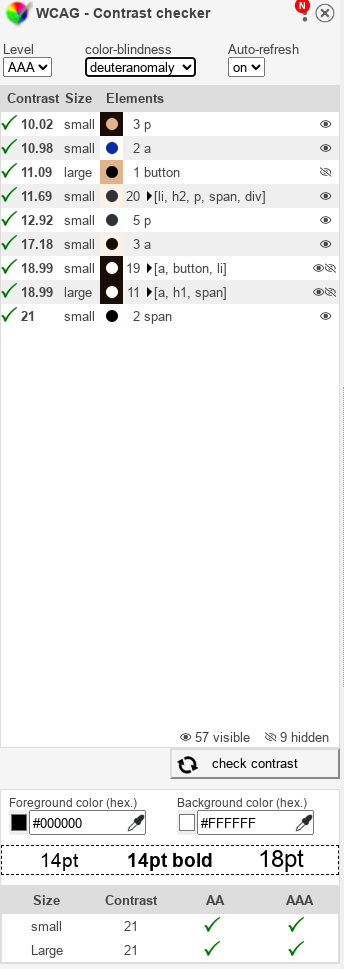 WCAG - Contrast checker
N
Level color-blindness Auto-refresh
AAA deuteranomaly on
Contrast Size Elements
10.02 small 3 p
10.98 small 2 a
11.09 large 1 button
11.69 small 20 [li, h2, p, span, div]
12.92 small 5 p
17.18 small 3 a
18.99 small 19 [a, button, li]
18.99 large 11 [a, h1, span]
21 small 2 span
57 visible 9 hidden
check contrast
Foreground color (hex.) Background color (hex.)
#000000 #FFFFFF
14pt 14pt bold 18pt
Size Contrast AA AAA
small 21
Large 21